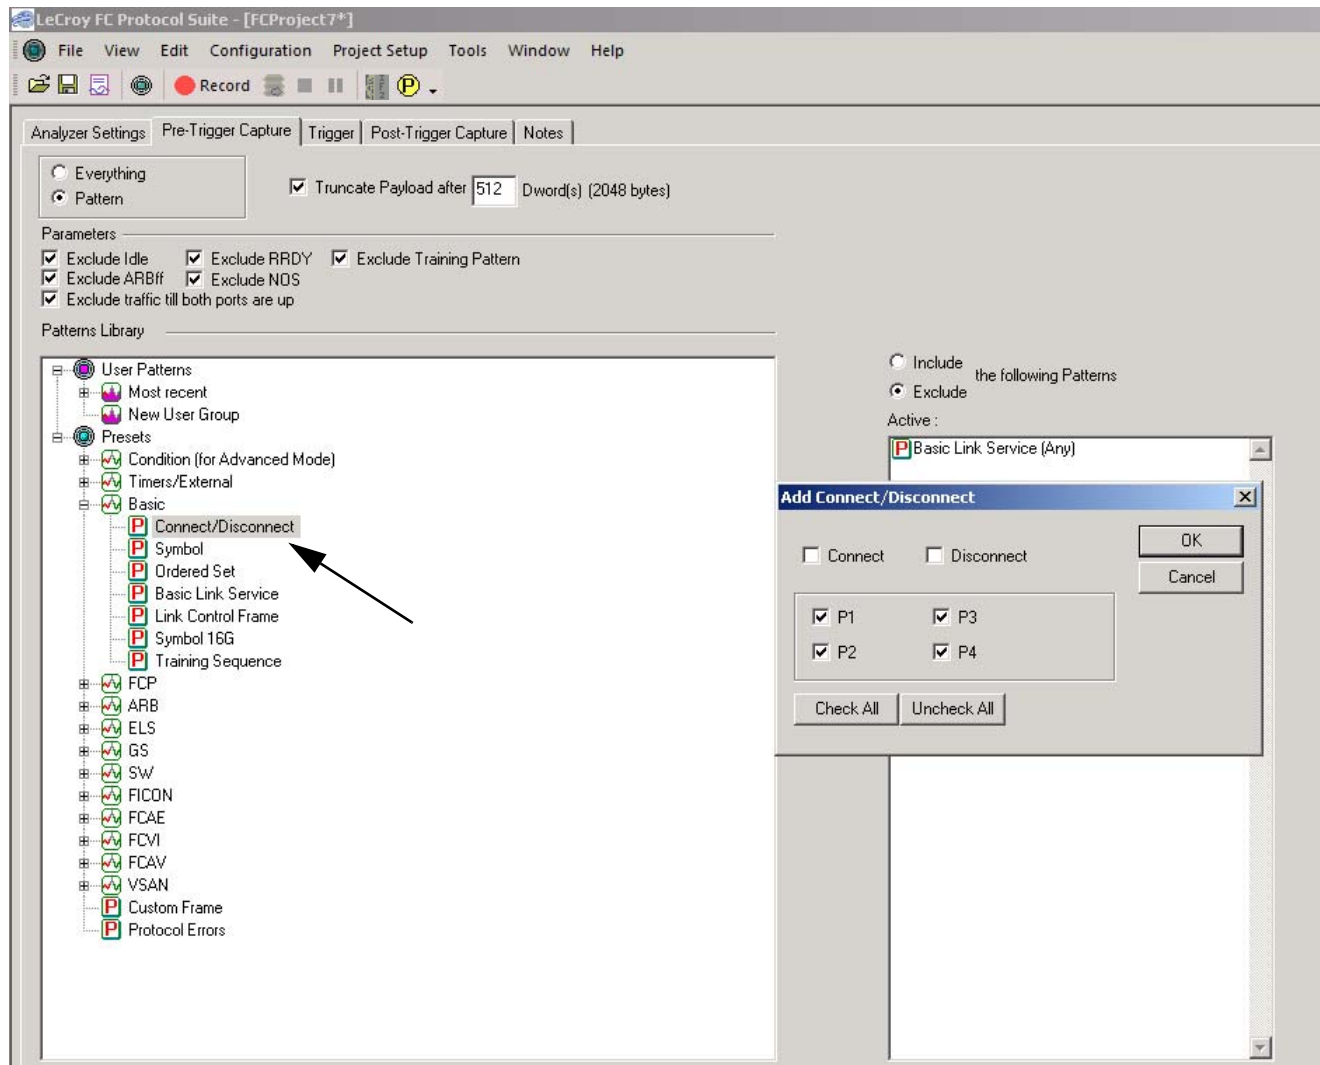 LeCroy FC Protocol Suite - [FCProject7*]
File View Edit Configuration Project Setup Tools Window Help
Record P
Analyzer Settings Pre-Trigger Capture Trigger Post-Trigger Capture Notes
Everything
Pattern
Truncate Payload after 512 Dword(s) (2048 bytes)
Parameters
Exclude Idle Exclude RRDY Exclude Training Pattern
Exclude ARBff Exclude NOS
Exclude traffic till both ports are up
Patterns Library
User Patterns
Most recent
New User Group
Presets
Condition (for Advanced Mode)
Timers/External
Basic
P Connect/Disconnect
P Symbol
P Ordered Set
P Basic Link Service
P Link Control Frame
P Symbol 16G
P Training Sequence
FCP
ARB
ELS
GS
SW
FICON
FCAE
FCVI
FCAV
VSAN
P Custom Frame
P Protocol Errors
Include
Exclude
the following Patterns
Active :
P Basic Link Service (Any)
Add Connect/Disconnect
Connect Disconnect
OK
Cancel
P1 P3
P2 P4
Check All Uncheck All